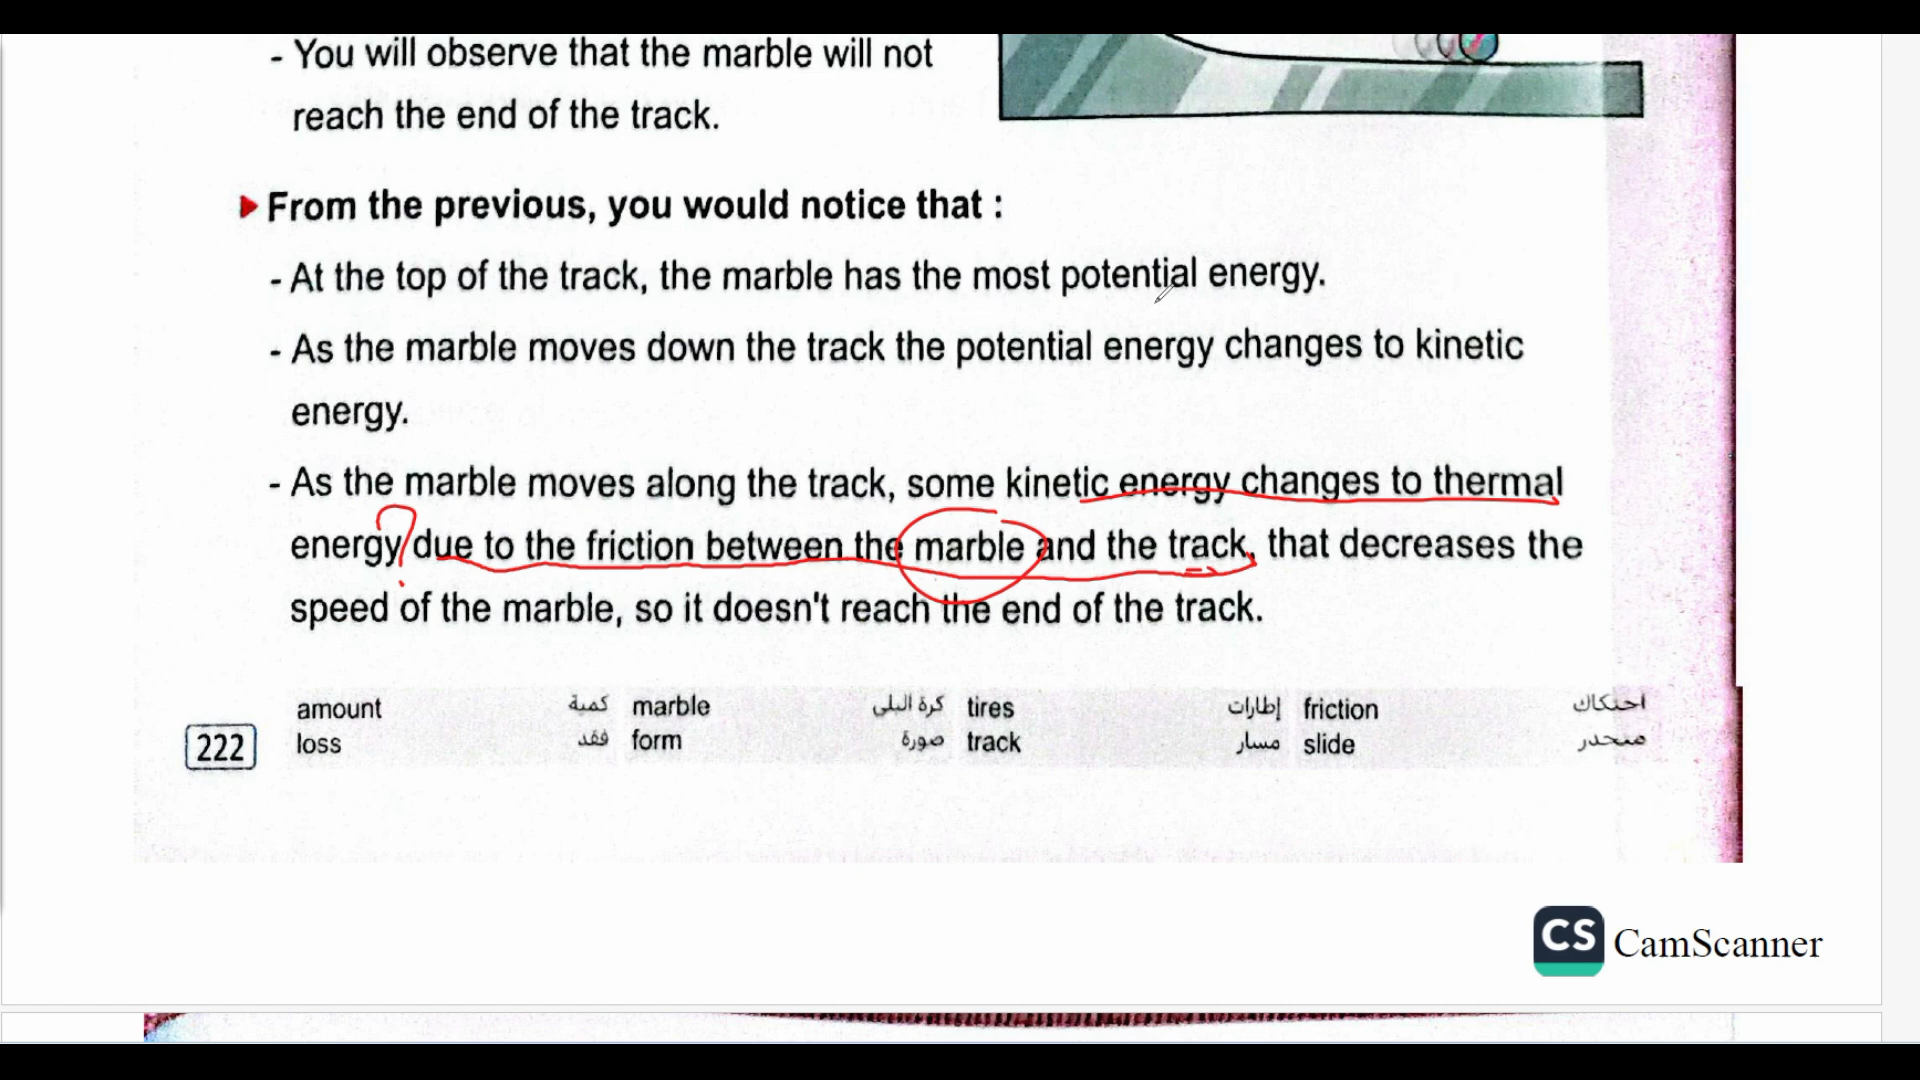 - You will observe that the marble will not
reach the end of the track.
From the previous, you would notice that :
- At the top of the track, the marble has the most potential energy.
- As the marble moves down the track the potential energy changes to kinetic
energy.
- As the marble moves along the track, some kinetic energy changes to thermal
energy? due to the friction between the marble and the track, that decreases the
speed of the marble, so it doesn't reach the end of the track.
amount كمية marble كرة البلى tires إطارات friction احتكاك
222 loss فقد form صورة track مسار slide منحدر
CS CamScanner